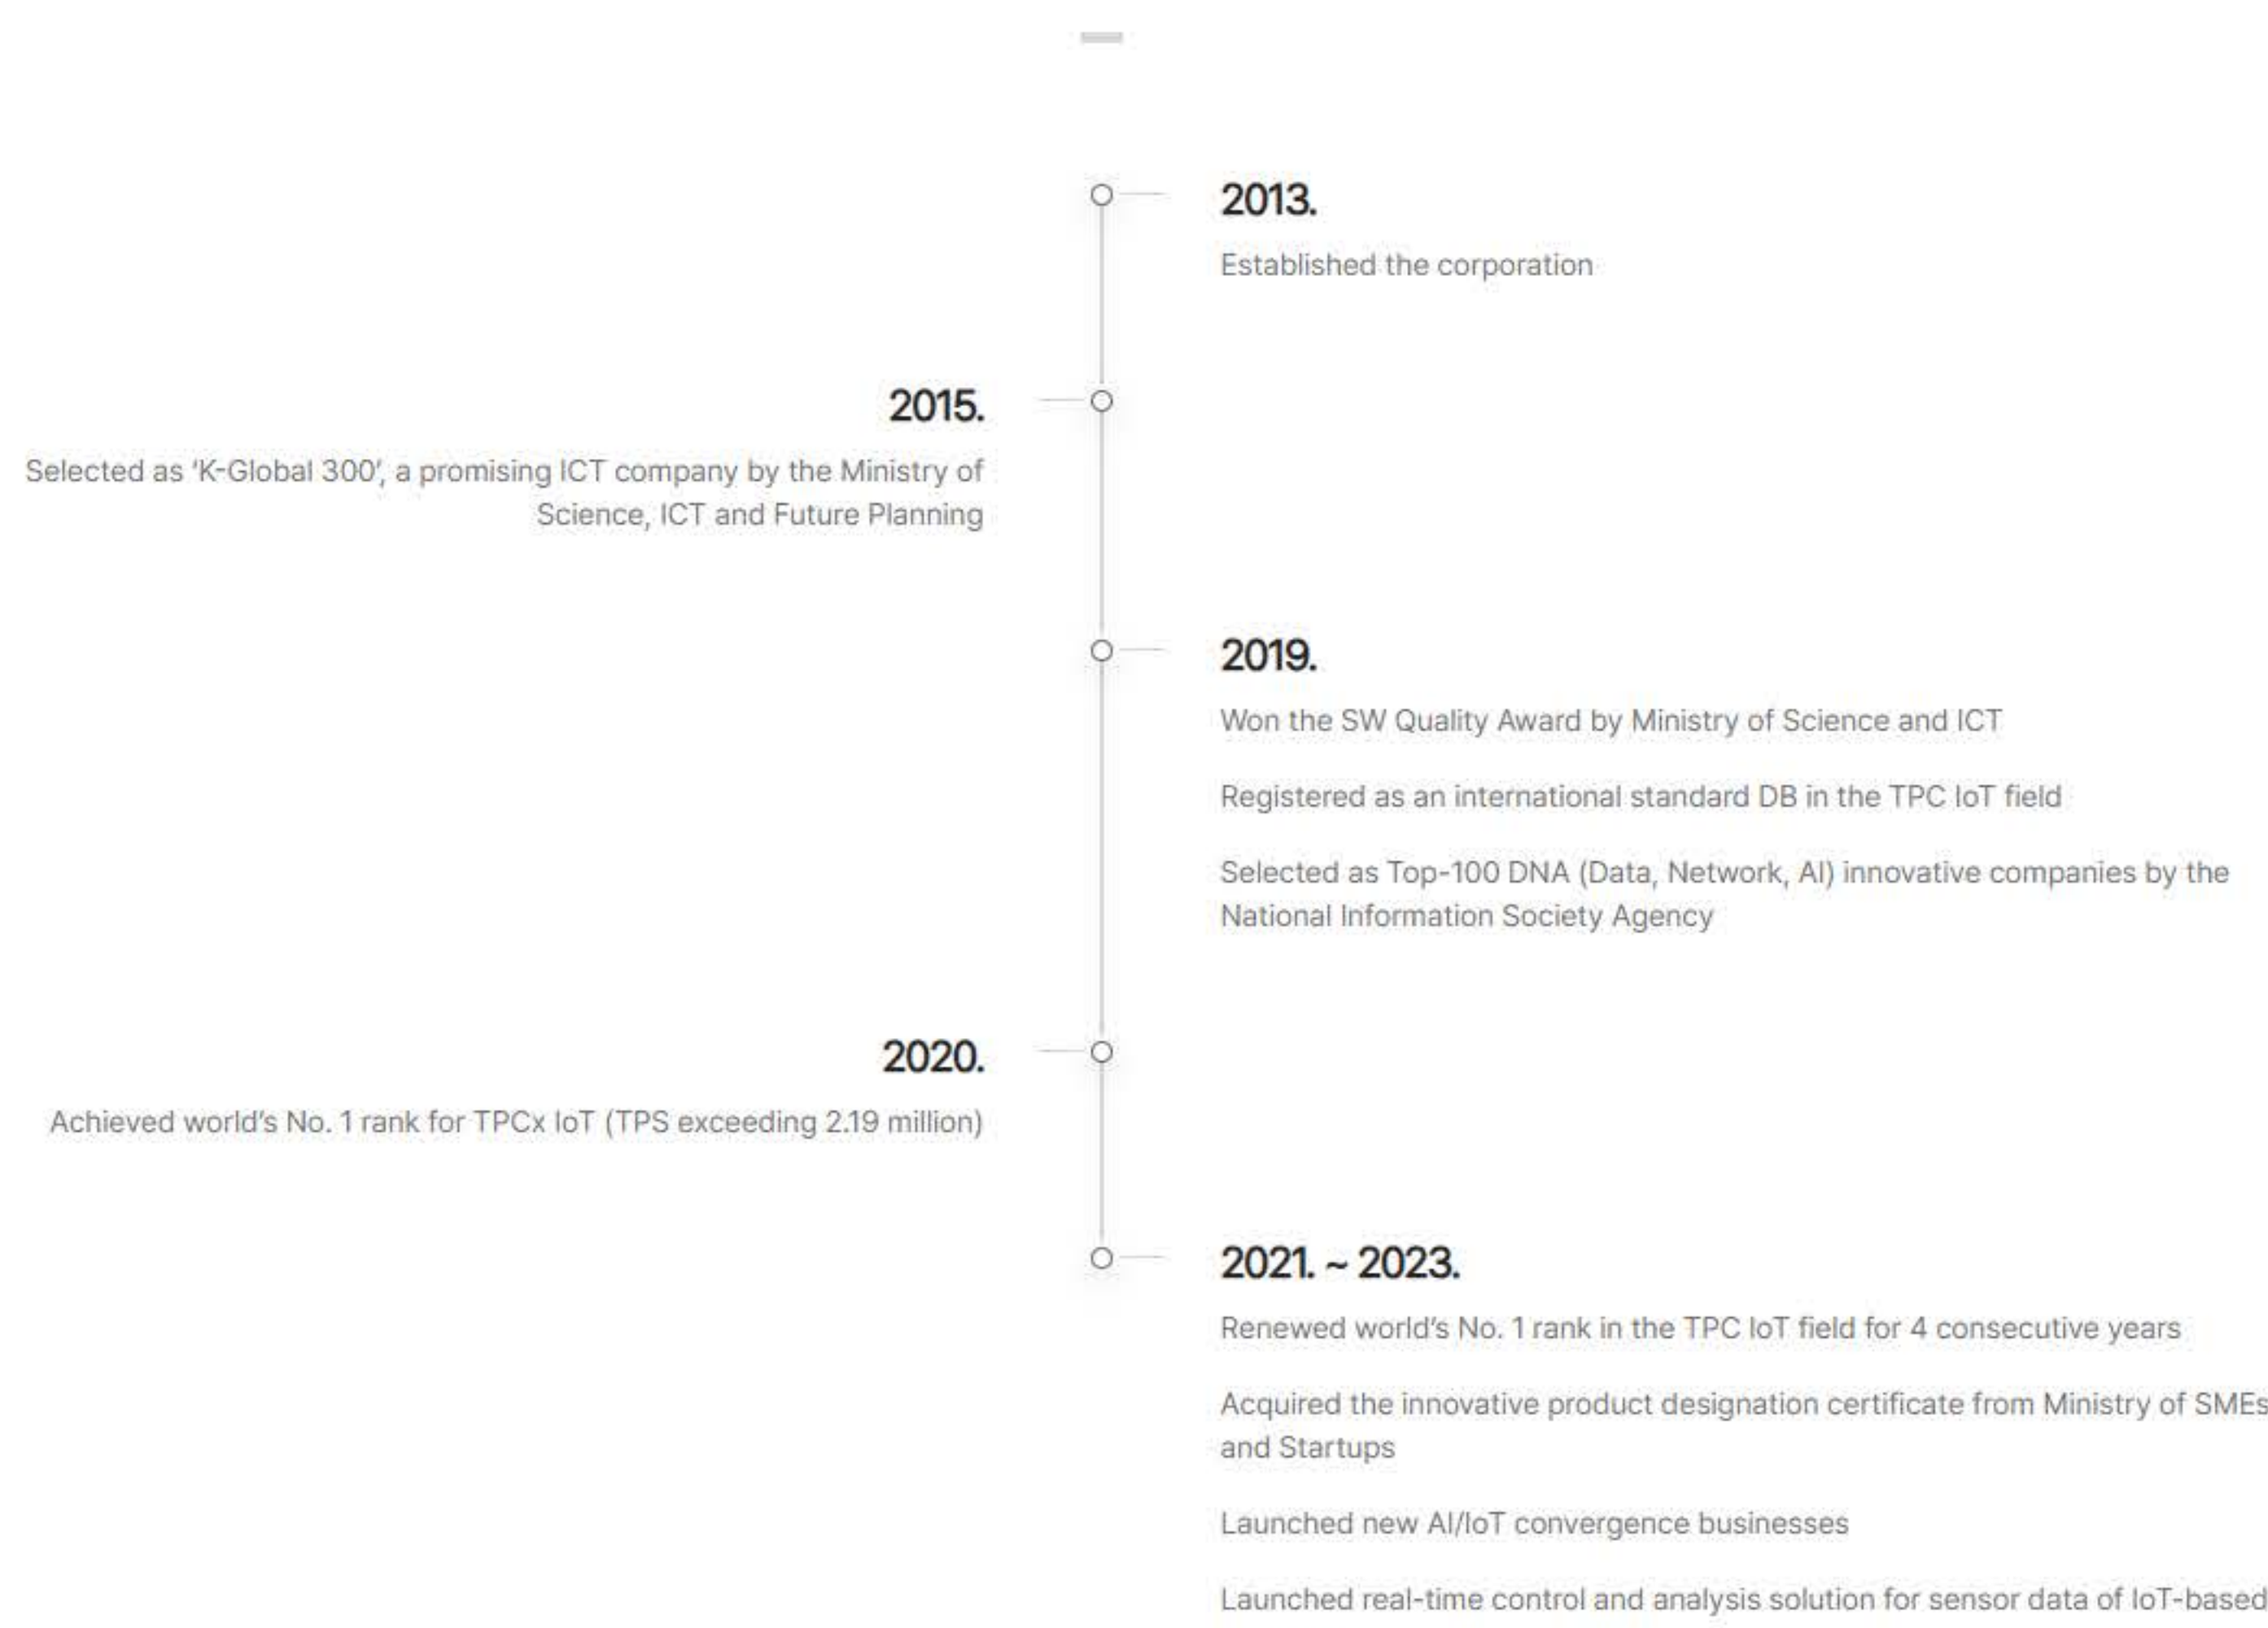 2013.
Established the corporation
2015.
Selected as ‘K-Global 300’, a promising ICT company by the Ministry of
Science, ICT and Future Planning
2019.
Won the SW Quality Award by Ministry of Science and ICT
Registered as an international standard DB in the TPC IoT field
Selected as Top-100 DNA (Data, Network, AI) innovative companies by the
National Information Society Agency
2020.
Achieved world’s No. 1 rank for TPCx IoT (TPS exceeding 2.19 million)
2021. ~ 2023.
Renewed world’s No. 1 rank in the TPC IoT field for 4 consecutive years
Acquired the innovative product designation certificate from Ministry of SMEs
and Startups
Launched new AI/IoT convergence businesses
Launched real-time control and analysis solution for sensor data of IoT-based